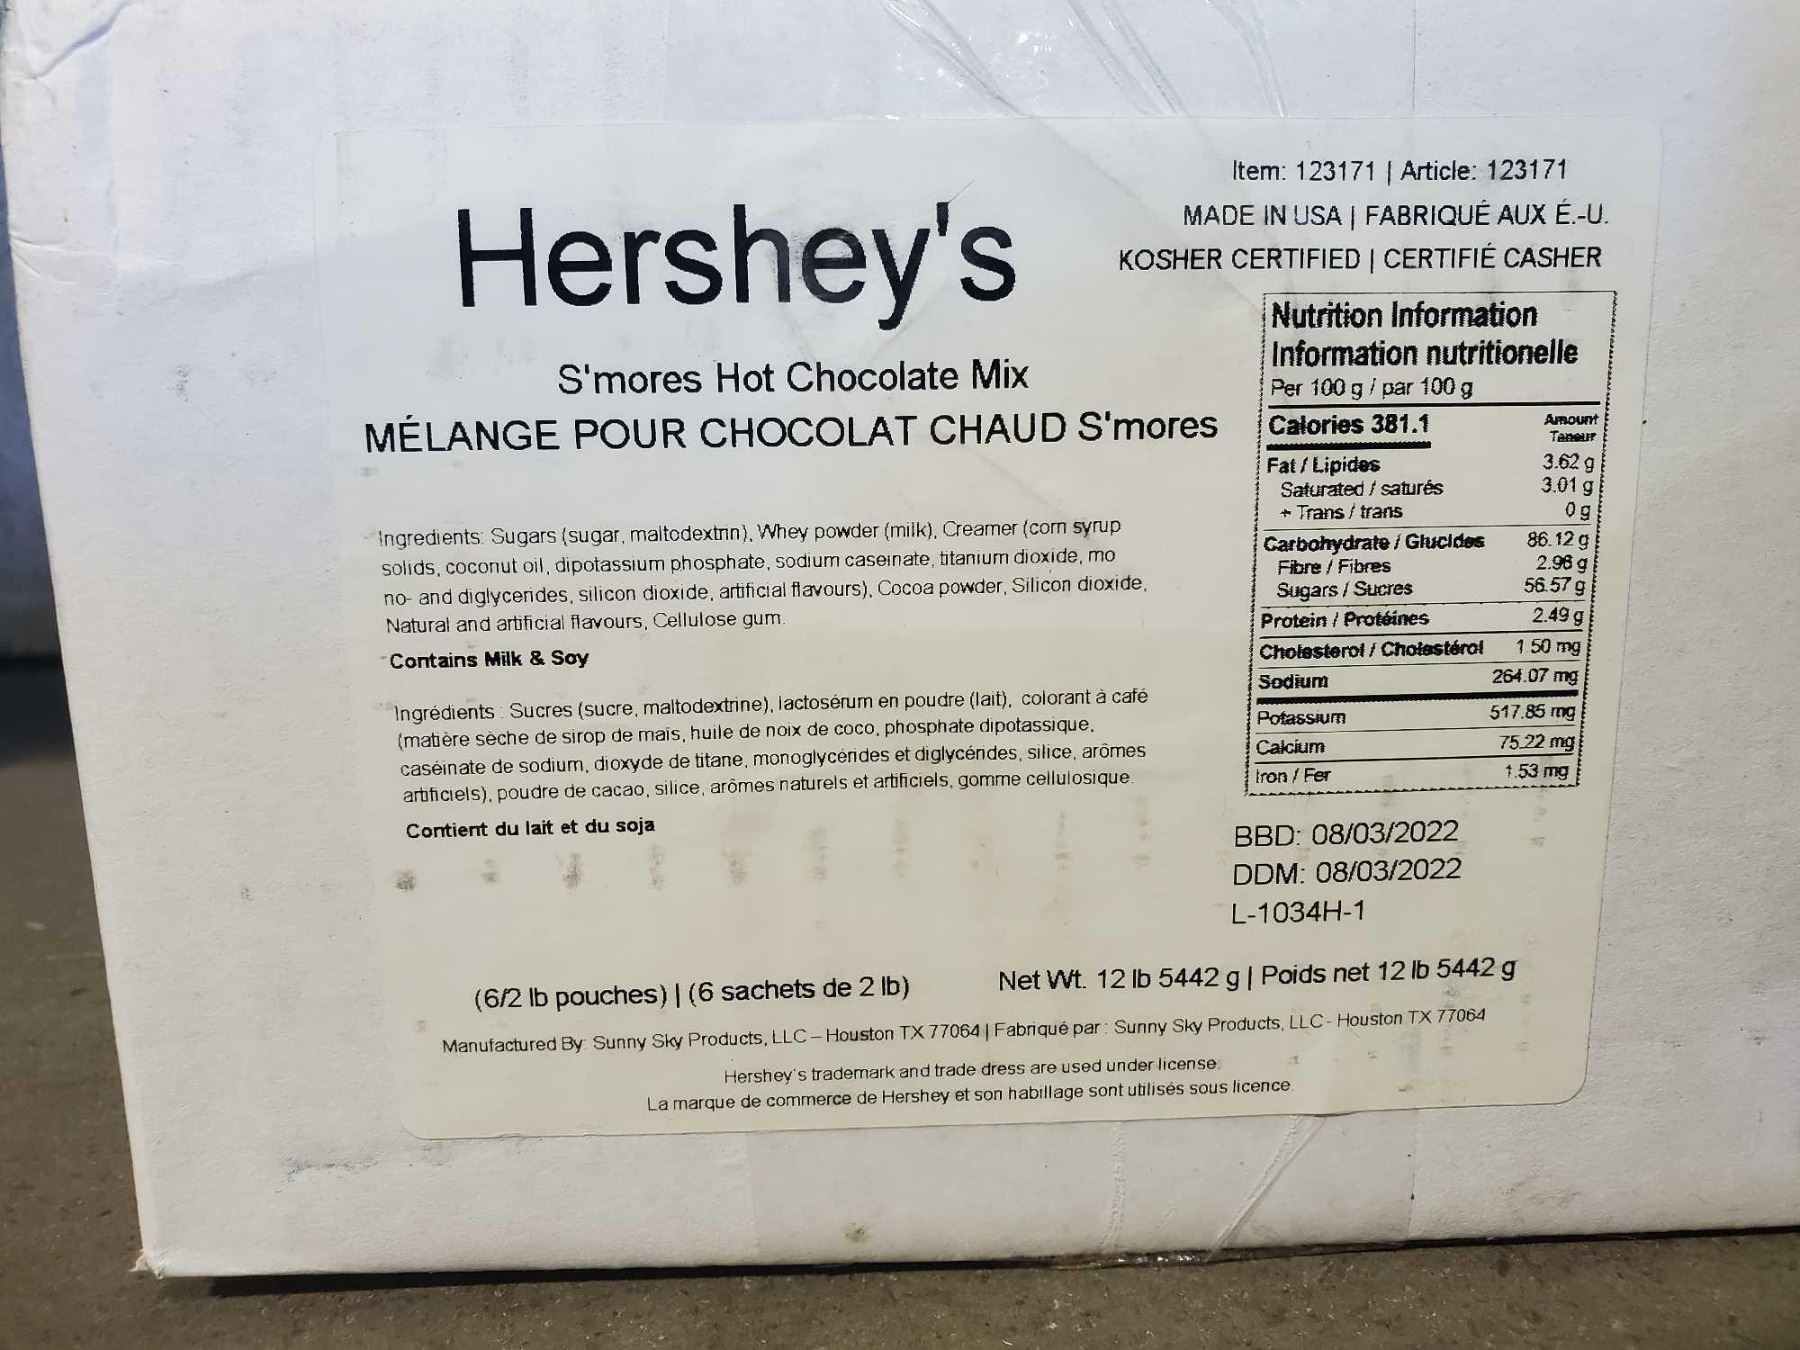 Item: 123171 | Article: 123171
MADE IN USA | FABRIQUÉ AUX É.-U.
KOSHER CERTIFIED | CERTIFIÉ CASHER
Hershey's
S'mores Hot Chocolate Mix
MÉLANGE POUR CHOCOLAT CHAUD S'mores
Ingredients: Sugars (sugar, maltodextrin), Whey powder (milk), Creamer (corn syrup
solids, coconut oil, dipotassium phosphate, sodium caseinate, titanium dioxide, mo
no- and diglycerides, silicon dioxide, artificial flavours), Cocoa powder, Silicon dioxide,
Natural and artificial flavours, Cellulose gum.
Contains Milk & Soy
Ingrédients : Sucres (sucre, maltodextrine), lactosérum en poudre (lait), colorant à café
(matière sèche de sirop de maïs, huile de noix de coco, phosphate dipotassique,
caséinate de sodium, dioxyde de titane, monoglycérides et diglycérides, silice, arômes
artificiels), poudre de cacao, silice, arômes naturels et artificiels, gomme cellulosique.
Contient du lait et du soja
Nutrition Information
Information nutritionelle
Per 100 g / par 100 g
Calories 381.1 Amount
Teneur
Fat / Lipides 3.62 g
Saturated / saturés 3.01 g
+ Trans / trans 0 g
Carbohydrate / Glucides 86.12 g
Fibre / Fibres 2.96 g
Sugars / Sucres 56.57 g
Protein / Protéines 2.49 g
Cholesterol / Cholestérol 1.50 mg
Sodium 264.07 mg
Potassium 517.85 mg
Calcium 75.22 mg
Iron / Fer 1.53 mg
BBD: 08/03/2022
DDM: 08/03/2022
L-1034H-1
(6/2 lb pouches) | (6 sachets de 2 lb)
Net Wt. 12 lb 5442 g | Poids net 12 lb 5442 g
Manufactured By: Sunny Sky Products, LLC – Houston TX 77064 | Fabriqué par : Sunny Sky Products, LLC - Houston TX 77064
Hershey's trademark and trade dress are used under license.
La marque de commerce de Hershey et son habillage sont utilisés sous licence.